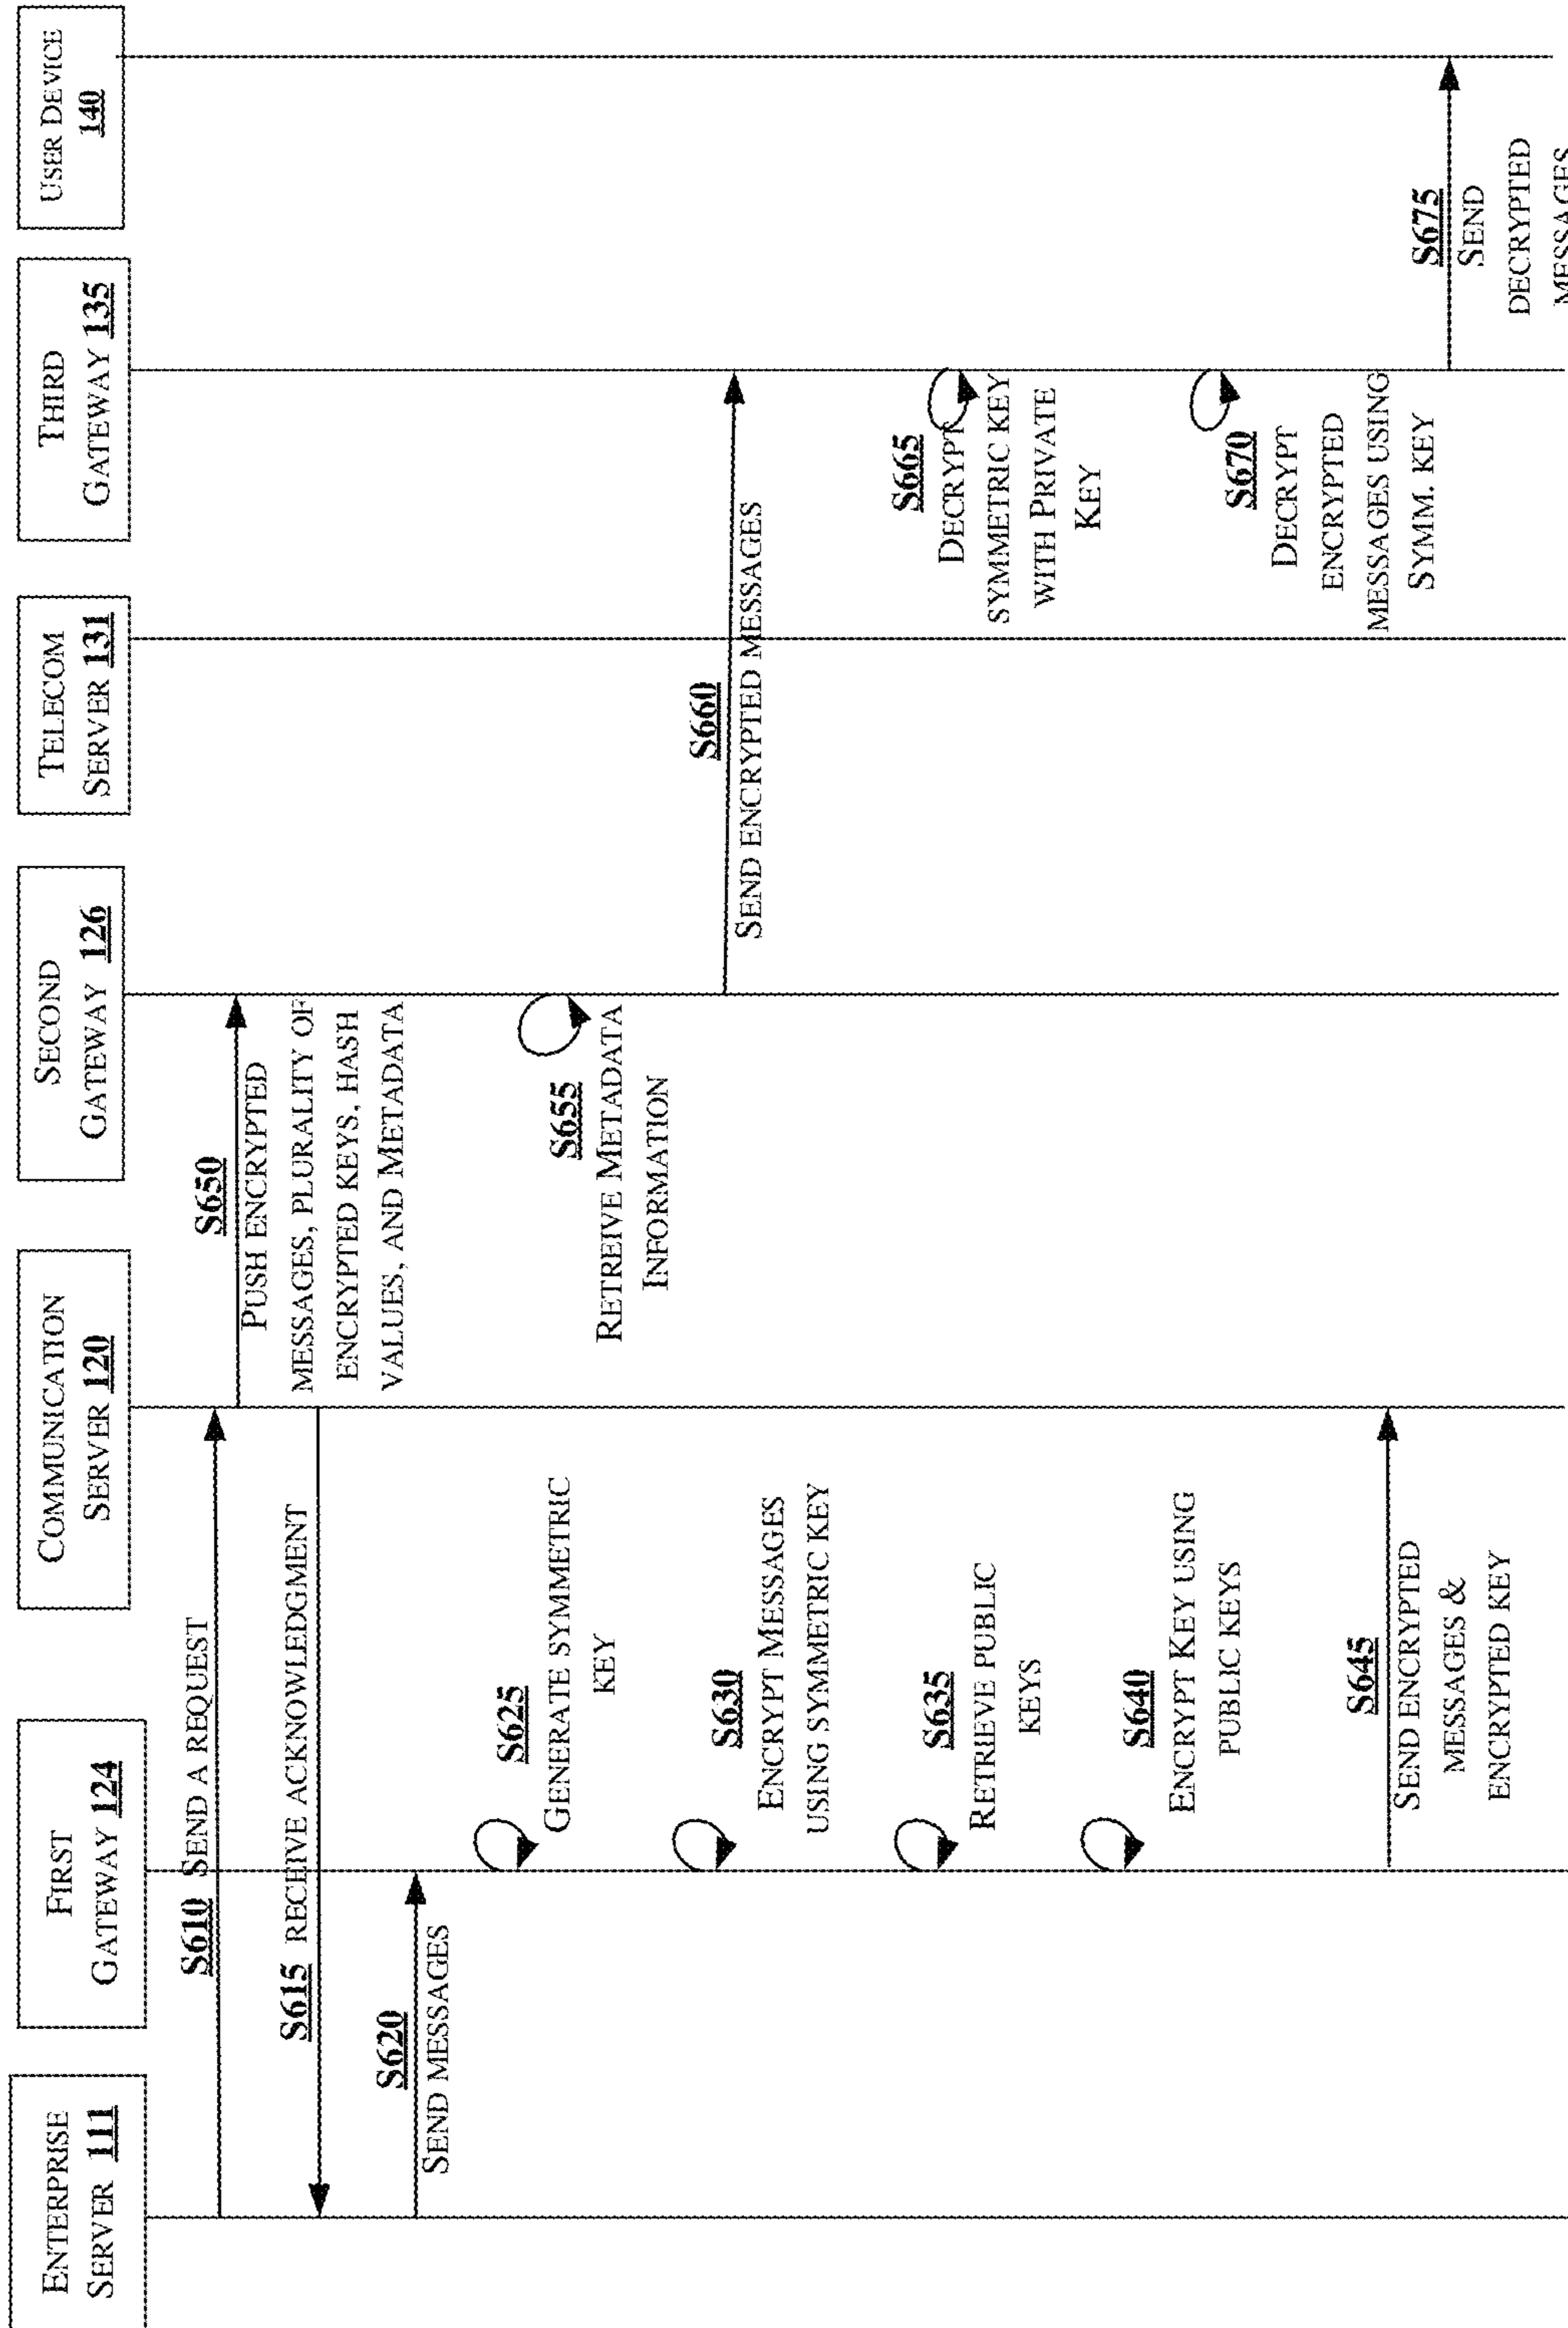 ENTERPRISE
SERVER 111
FIRST
GATEWAY 124
COMMUNICATION
SERVER 120
SECOND
GATEWAY 126
TELECOM
SERVER 131
THIRD
GATEWAY 135
USER DEVICE
140
S610 SEND A REQUEST
S615 RECEIVE ACKNOWLEDGMENT
S620
SEND MESSAGES
S625
GENERATE SYMMETRIC
KEY
S630
ENCRYPT MESSAGES
USING SYMMETRIC KEY
S635
RETRIEVE PUBLIC
KEYS
S640
ENCRYPT KEY USING
PUBLIC KEYS
S645
SEND ENCRYPTED
MESSAGES &
ENCRYPTED KEY
S650
PUSH ENCRYPTED
MESSAGES, PLURALITY OF
ENCRYPTED KEYS, HASH
VALUES, AND METADATA
S655
RETREIVE METADATA
INFORMATION
S660
SEND ENCRYPTED MESSAGES
S665
DECRYPT
SYMMETRIC KEY
WITH PRIVATE
KEY
S670
DECRYPT
ENCRYPTED
MESSAGES USING
SYMM. KEY
S675
SEND
DECRYPTED
MESSAGES